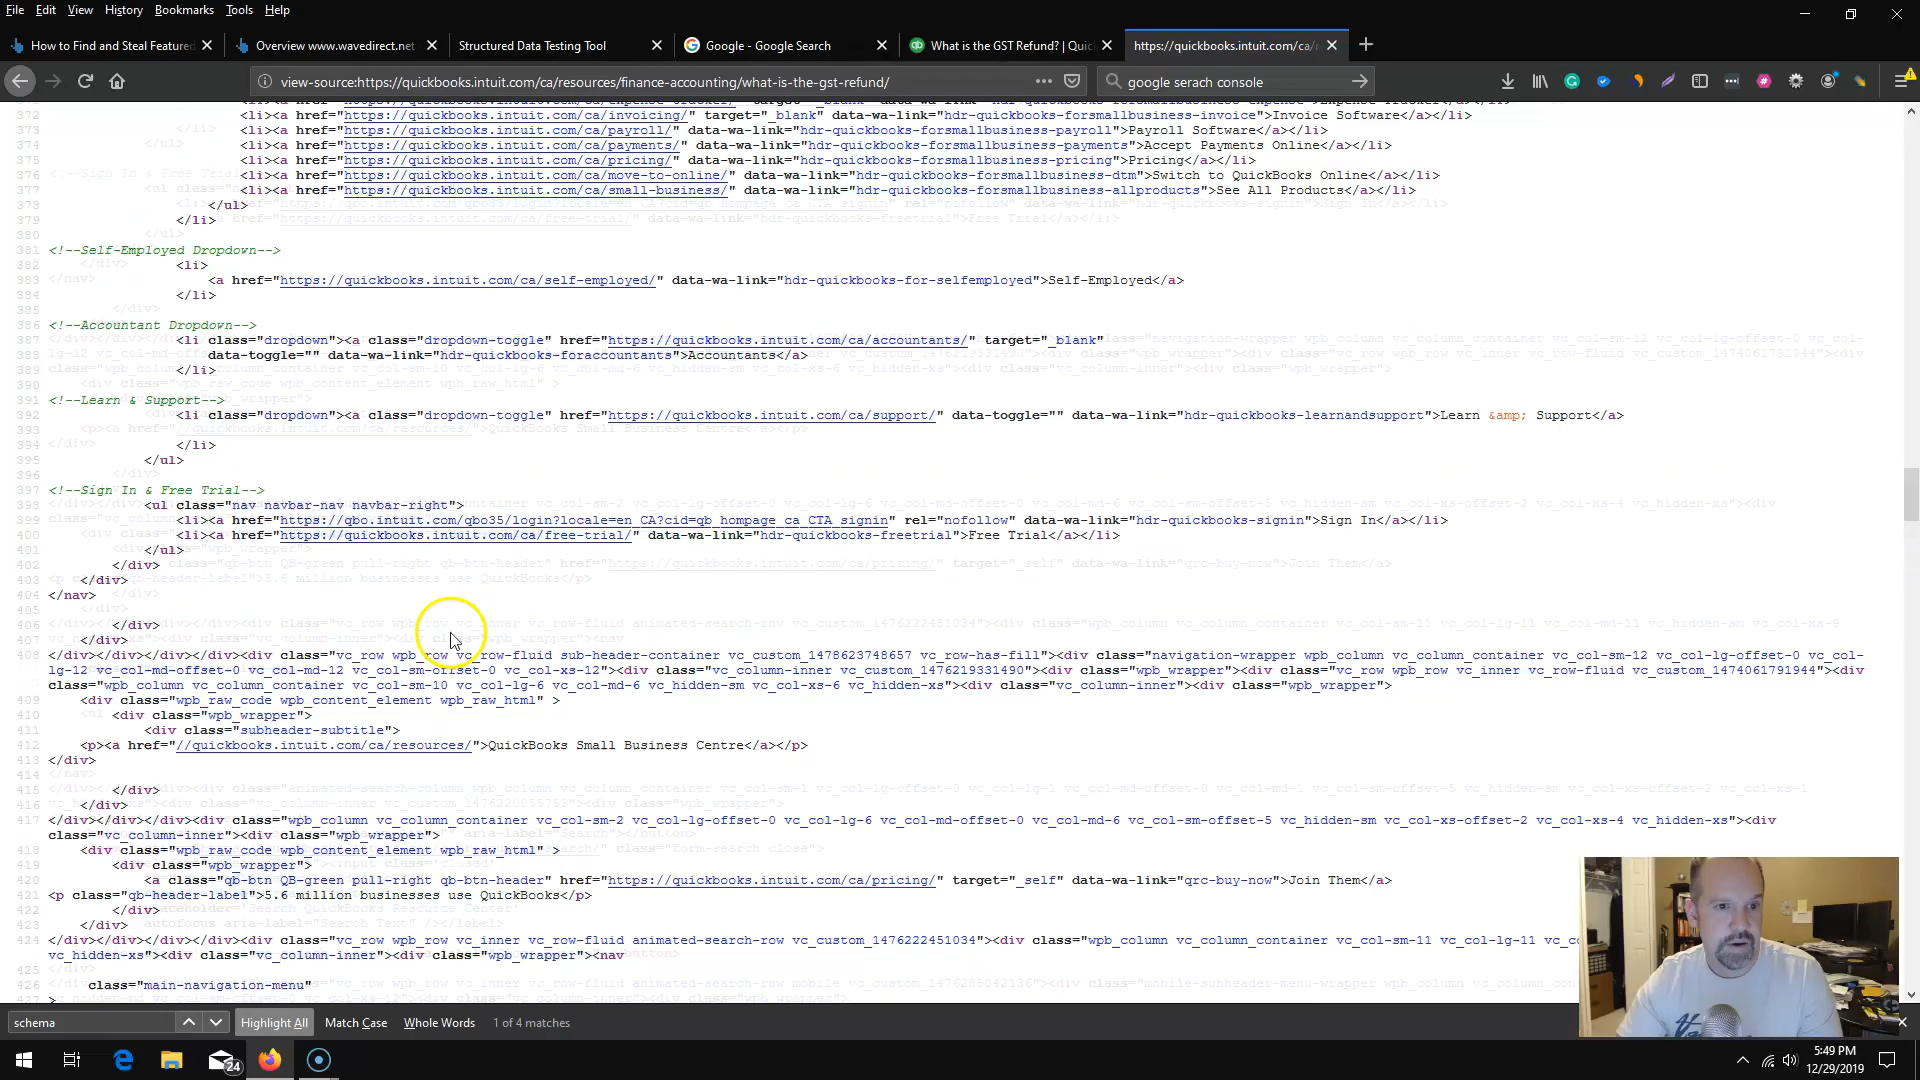 File Edit View History Bookmarks Tools Help
How to Find and Steal Featured
Overview www.wavedirect.net
Structured Data Testing Tool
Google - Google Search
What is the GST Refund? | Quic
https://quickbooks.intuit.com/ca/r
view-source:https://quickbooks.intuit.com/ca/resources/finance-accounting/what-is-the-gst-refund/
google serach console
372 <li><a href="https://quickbooks.intuit.com/ca/invoicing/" target="_blank" data-wa-link="hdr-quickbooks-forsmallbusiness-invoice">Invoice Software</a></li>
373 <li><a href="https://quickbooks.intuit.com/ca/payroll/" data-wa-link="hdr-quickbooks-forsmallbusiness-payroll">Payroll Software</a></li>
374 <li><a href="https://quickbooks.intuit.com/ca/payments/" data-wa-link="hdr-quickbooks-forsmallbusiness-payments">Accept Payments Online</a></li>
375 <li><a href="https://quickbooks.intuit.com/ca/pricing/" data-wa-link="hdr-quickbooks-forsmallbusiness-pricing">Pricing</a></li>
376 <li><a href="https://quickbooks.intuit.com/ca/move-to-online/" data-wa-link="hdr-quickbooks-forsmallbusiness-dtm">Switch to QuickBooks Online</a></li>
377 <li><a href="https://quickbooks.intuit.com/ca/small-business/" data-wa-link="hdr-quickbooks-forsmallbusiness-allproducts">See All Products</a></li>
378 </ul>
379 </li>
380
381 <!--Self-Employed Dropdown-->
382 <li>
383 <a href="https://quickbooks.intuit.com/ca/self-employed/" data-wa-link="hdr-quickbooks-for-selfemployed">Self-Employed</a>
384 </li>
385
386 <!--Accountant Dropdown-->
387 <li class="dropdown"><a class="dropdown-toggle" href="https://quickbooks.intuit.com/ca/accountants/" target="_blank"
388 data-toggle="" data-wa-link="hdr-quickbooks-foraccountants">Accountants</a>
389 </li>
390
391 <!--Learn & Support-->
392 <li class="dropdown"><a class="dropdown-toggle" href="https://quickbooks.intuit.com/ca/support/" data-toggle="" data-wa-link="hdr-quickbooks-learnandsupport">Learn &amp; Support</a>
393
394 </li>
395 </ul>
396
397 <!--Sign In & Free Trial-->
398 <ul class="nav navbar-nav navbar-right">
399 <li><a href="https://qbo.intuit.com/qbo35/login?locale=en_CA?cid=qb_hompage_ca_CTA_signin" rel="nofollow" data-wa-link="hdr-quickbooks-signin">Sign In</a></li>
400 <li><a href="https://quickbooks.intuit.com/ca/free-trial/" data-wa-link="hdr-quickbooks-freetrial">Free Trial</a></li>
401 </ul>
402 </div>
403 </div>
404 </nav>
405
406 </div>
407 </div>
408 </div></div></div><div class="vc_row wpb_row vc_row-fluid sub-header-container vc_custom_1478623748657 vc_row-has-fill"><div class="navigation-wrapper wpb_column vc_column_container vc_col-sm-12 vc_col-lg-offset-0 vc_col-
lg-12 vc_col-md-offset-0 vc_col-md-12 vc_col-sm-offset-0 vc_col-xs-12"><div class="vc_column-inner vc_custom_1476219331490"><div class="wpb_wrapper"><div class="vc_row wpb_row vc_inner vc_row-fluid vc_custom_1474061791944"><div
class="wpb_column vc_column_container vc_col-sm-10 vc_col-lg-6 vc_col-md-6 vc_hidden-sm vc_col-xs-6 vc_hidden-xs"><div class="vc_column-inner"><div class="wpb_wrapper">
409 <div class="wpb_raw_code wpb_content_element wpb_raw_html" >
410 <div class="wpb_wrapper">
411 <div class="subheader-subtitle">
412 <p><a href="//quickbooks.intuit.com/ca/resources/">QuickBooks Small Business Centre</a></p>
413 </div>
414
415 </div>
416 </div>
417 </div></div></div><div class="wpb_column vc_column_container vc_col-sm-2 vc_col-lg-offset-0 vc_col-lg-6 vc_col-md-offset-0 vc_col-md-6 vc_col-sm-offset-5 vc_hidden-sm vc_col-xs-offset-2 vc_col-xs-4 vc_hidden-xs"><div
class="vc_column-inner"><div class="wpb_wrapper">
418 <div class="wpb_raw_code wpb_content_element wpb_raw_html" >
419 <div class="wpb_wrapper">
420 <a class="qb-btn QB-green pull-right qb-btn-header" href="https://quickbooks.intuit.com/ca/pricing/" target="_self" data-wa-link="qrc-buy-now">Join Them</a>
421 <p class="qb-header-label">5.6 million businesses use QuickBooks</p>
422 </div>
423 </div>
424 </div></div></div></div><div class="vc_row wpb_row vc_inner vc_row-fluid animated-search-row vc_custom_1476222451034"><div class="wpb_column vc_column_container vc_col-sm-11 vc_col-lg-11
vc_hidden-xs"><div class="vc_column-inner"><div class="wpb_wrapper"><nav
425
426 class="main-navigation-menu"
427 >
schema
Highlight All Match Case Whole Words 1 of 4 matches
24
5:49 PM
12/29/2019